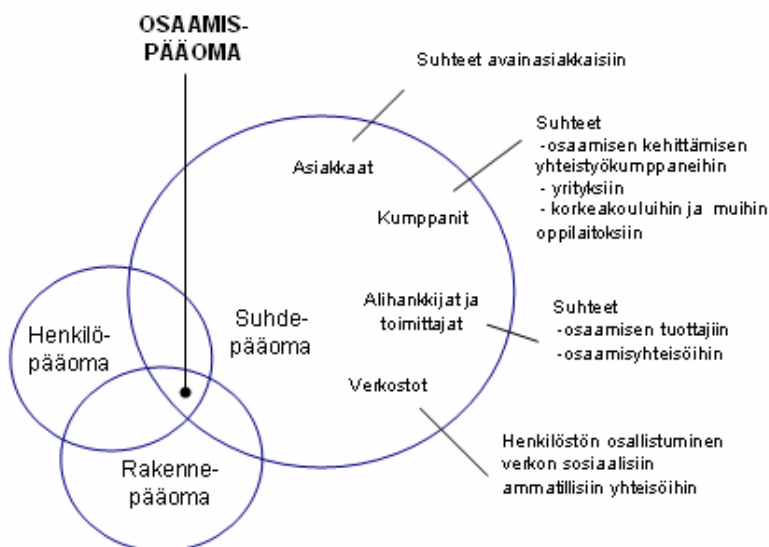 OSAAMIS-
PÄÄOMA
Suhteet avainasiakkaisiin
Suhteet
-osaamisen kehittämisen
yhteistyökumppaneihin
- yrityksiin
- korkeakouluihin ja muihin
oppilaitoksiin
Asiakkaat
Kumppanit
Alihankkijat ja
toimittajat
Suhteet
-osaamisen tuottajiin
-osaamisyhteisöihin
Suhde-
pääoma
Henkilö-
pääoma
Verkostot
Rakenne-
pääoma
Henkilöstön osallistuminen
verkon sosiaalisiin
ammatillisiin yhteisöihin